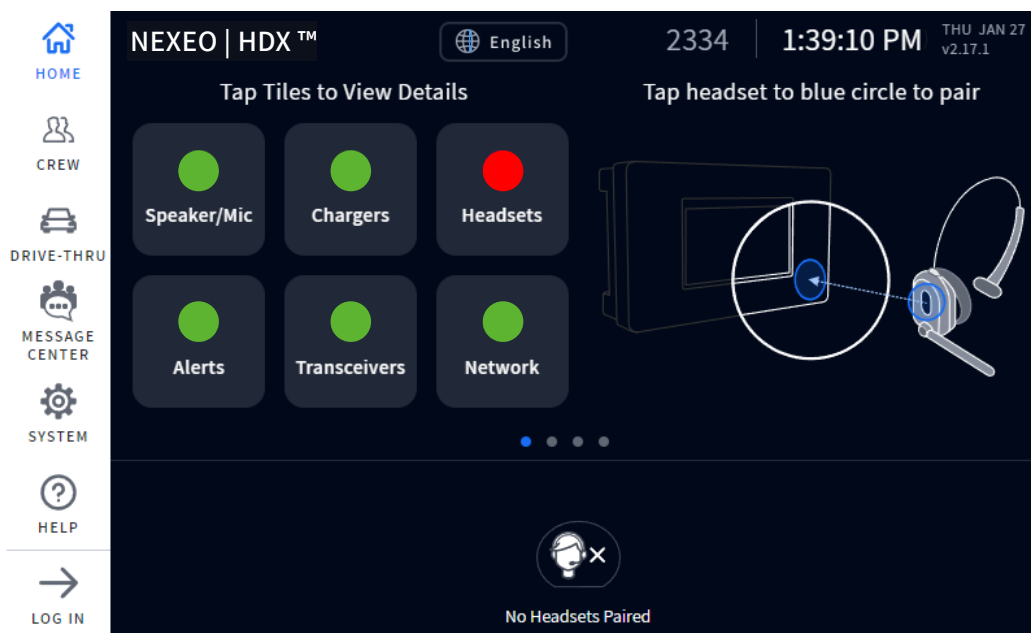 HOME
CREW
DRIVE-THRU
MESSAGE
CENTER
SYSTEM
HELP
LOG IN
NEXEO | HDX ™
English
2334
1:39:10 PM
THU JAN 27
v2.17.1
Tap Tiles to View Details
Tap headset to blue circle to pair
Speaker/Mic
Chargers
Headsets
Alerts
Transceivers
Network
No Headsets Paired